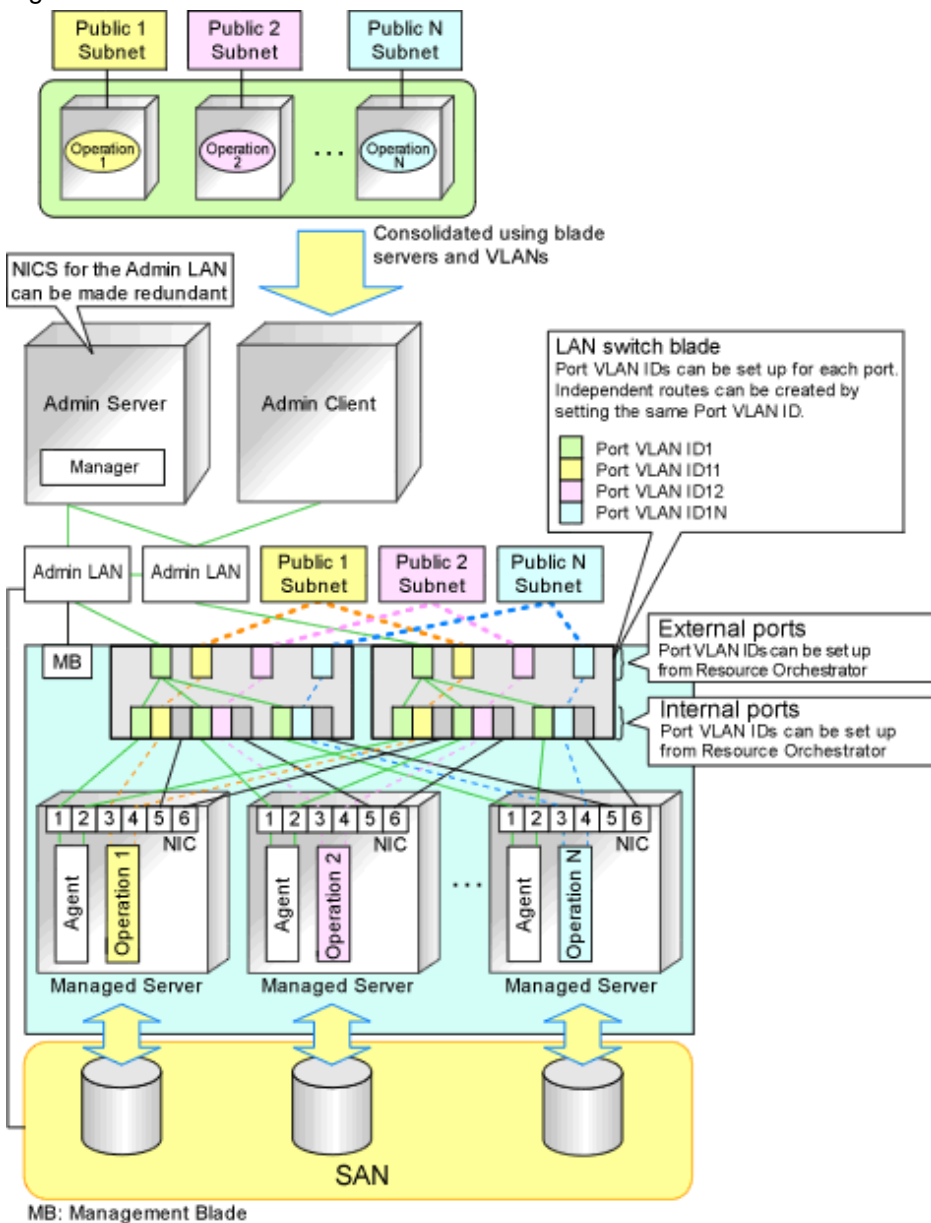 Public 1
Subnet
Public 2
Subnet
Public N
Subnet
Operation
1
Operation
2
...
Operation
N
Consolidated using blade
servers and VLANs
NICS for the Admin LAN
can be made redundant
Admin Server
Manager
Admin Client
LAN switch blade
Port VLAN IDs can be set up for each port.
Independent routes can be created by
setting the same Port VLAN ID.
Port VLAN ID1
Port VLAN ID11
Port VLAN ID12
Port VLAN ID1N
Admin LAN
Admin LAN
Public 1
Subnet
Public 2
Subnet
Public N
Subnet
MB
External ports
Port VLAN IDs can be set up
from Resource Orchestrator
Internal ports
Port VLAN IDs can be set up
from Resource Orchestrator
1 2 3 4 5 6
NIC
Agent
Operation 1
Managed Server
1 2 3 4 5 6
NIC
Agent
Operation 2
Managed Server
...
1 2 3 4 5 6
NIC
Agent
Operation N
Managed Server
SAN
MB: Management Blade